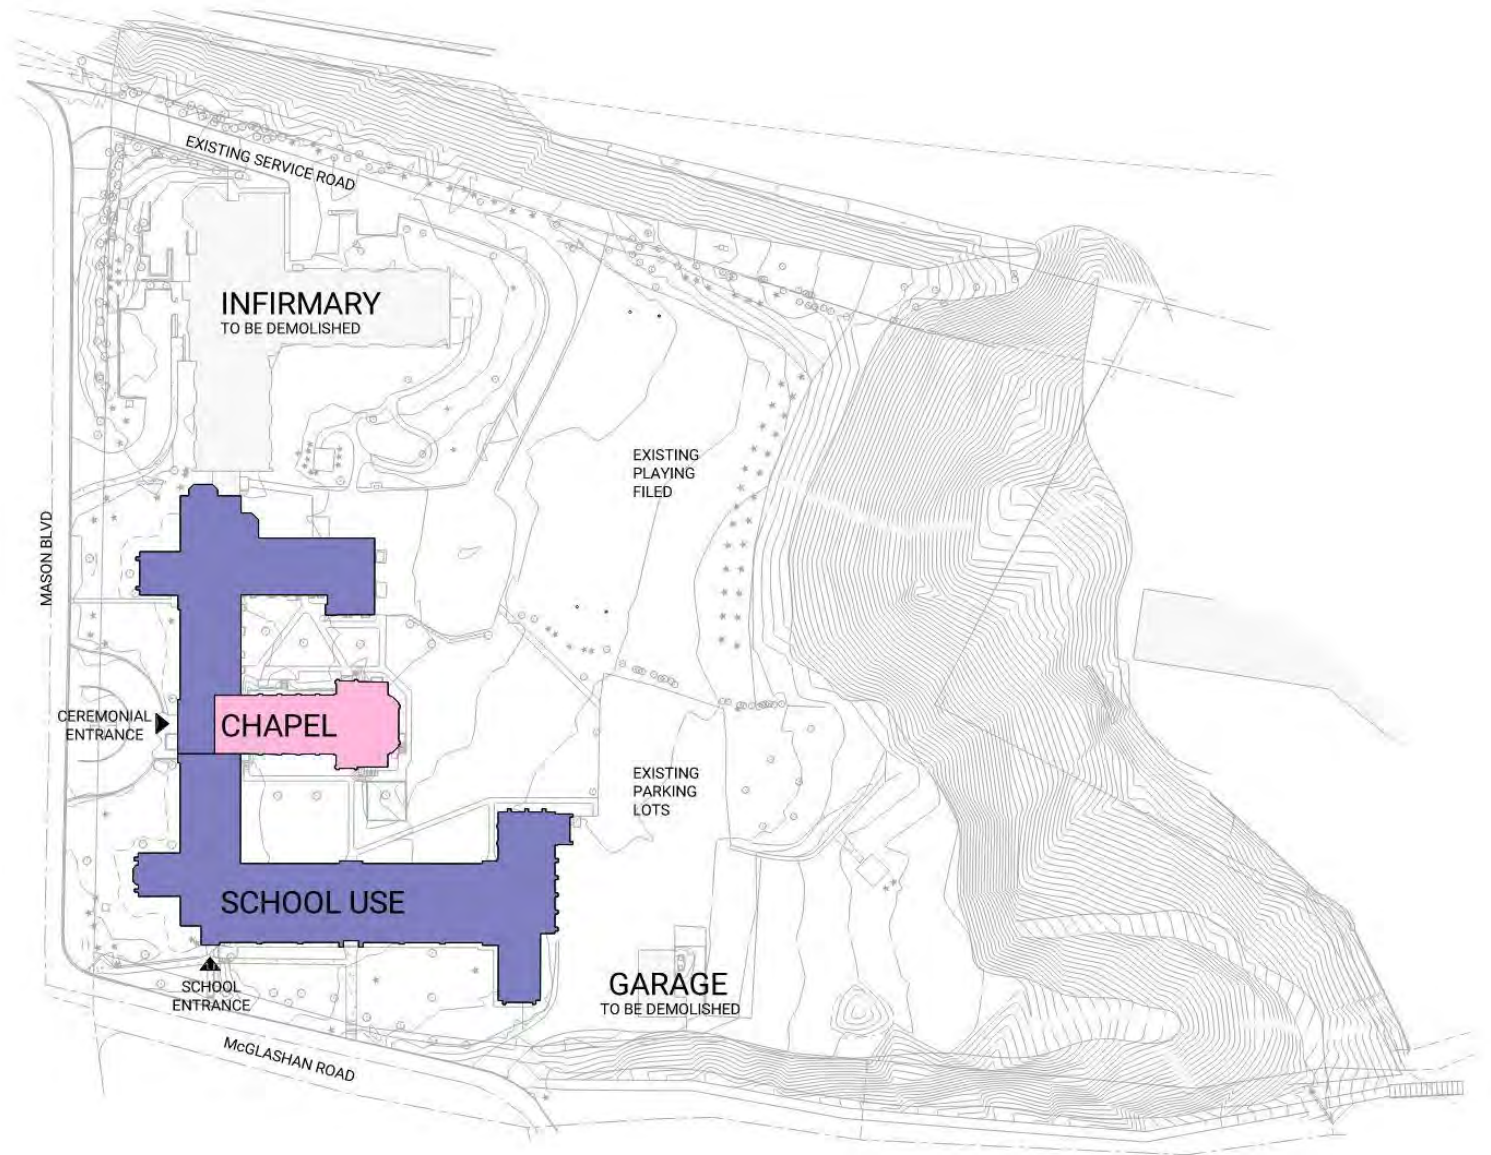 EXISTING SERVICE ROAD
INFIRMARY
TO BE DEMOLISHED
EXISTING
PLAYING
FILED
MASON BLVD
CEREMONIAL
ENTRANCE
CHAPEL
EXISTING
PARKING
LOTS
SCHOOL USE
SCHOOL
ENTRANCE
GARAGE
TO BE DEMOLISHED
McGLASHAN ROAD